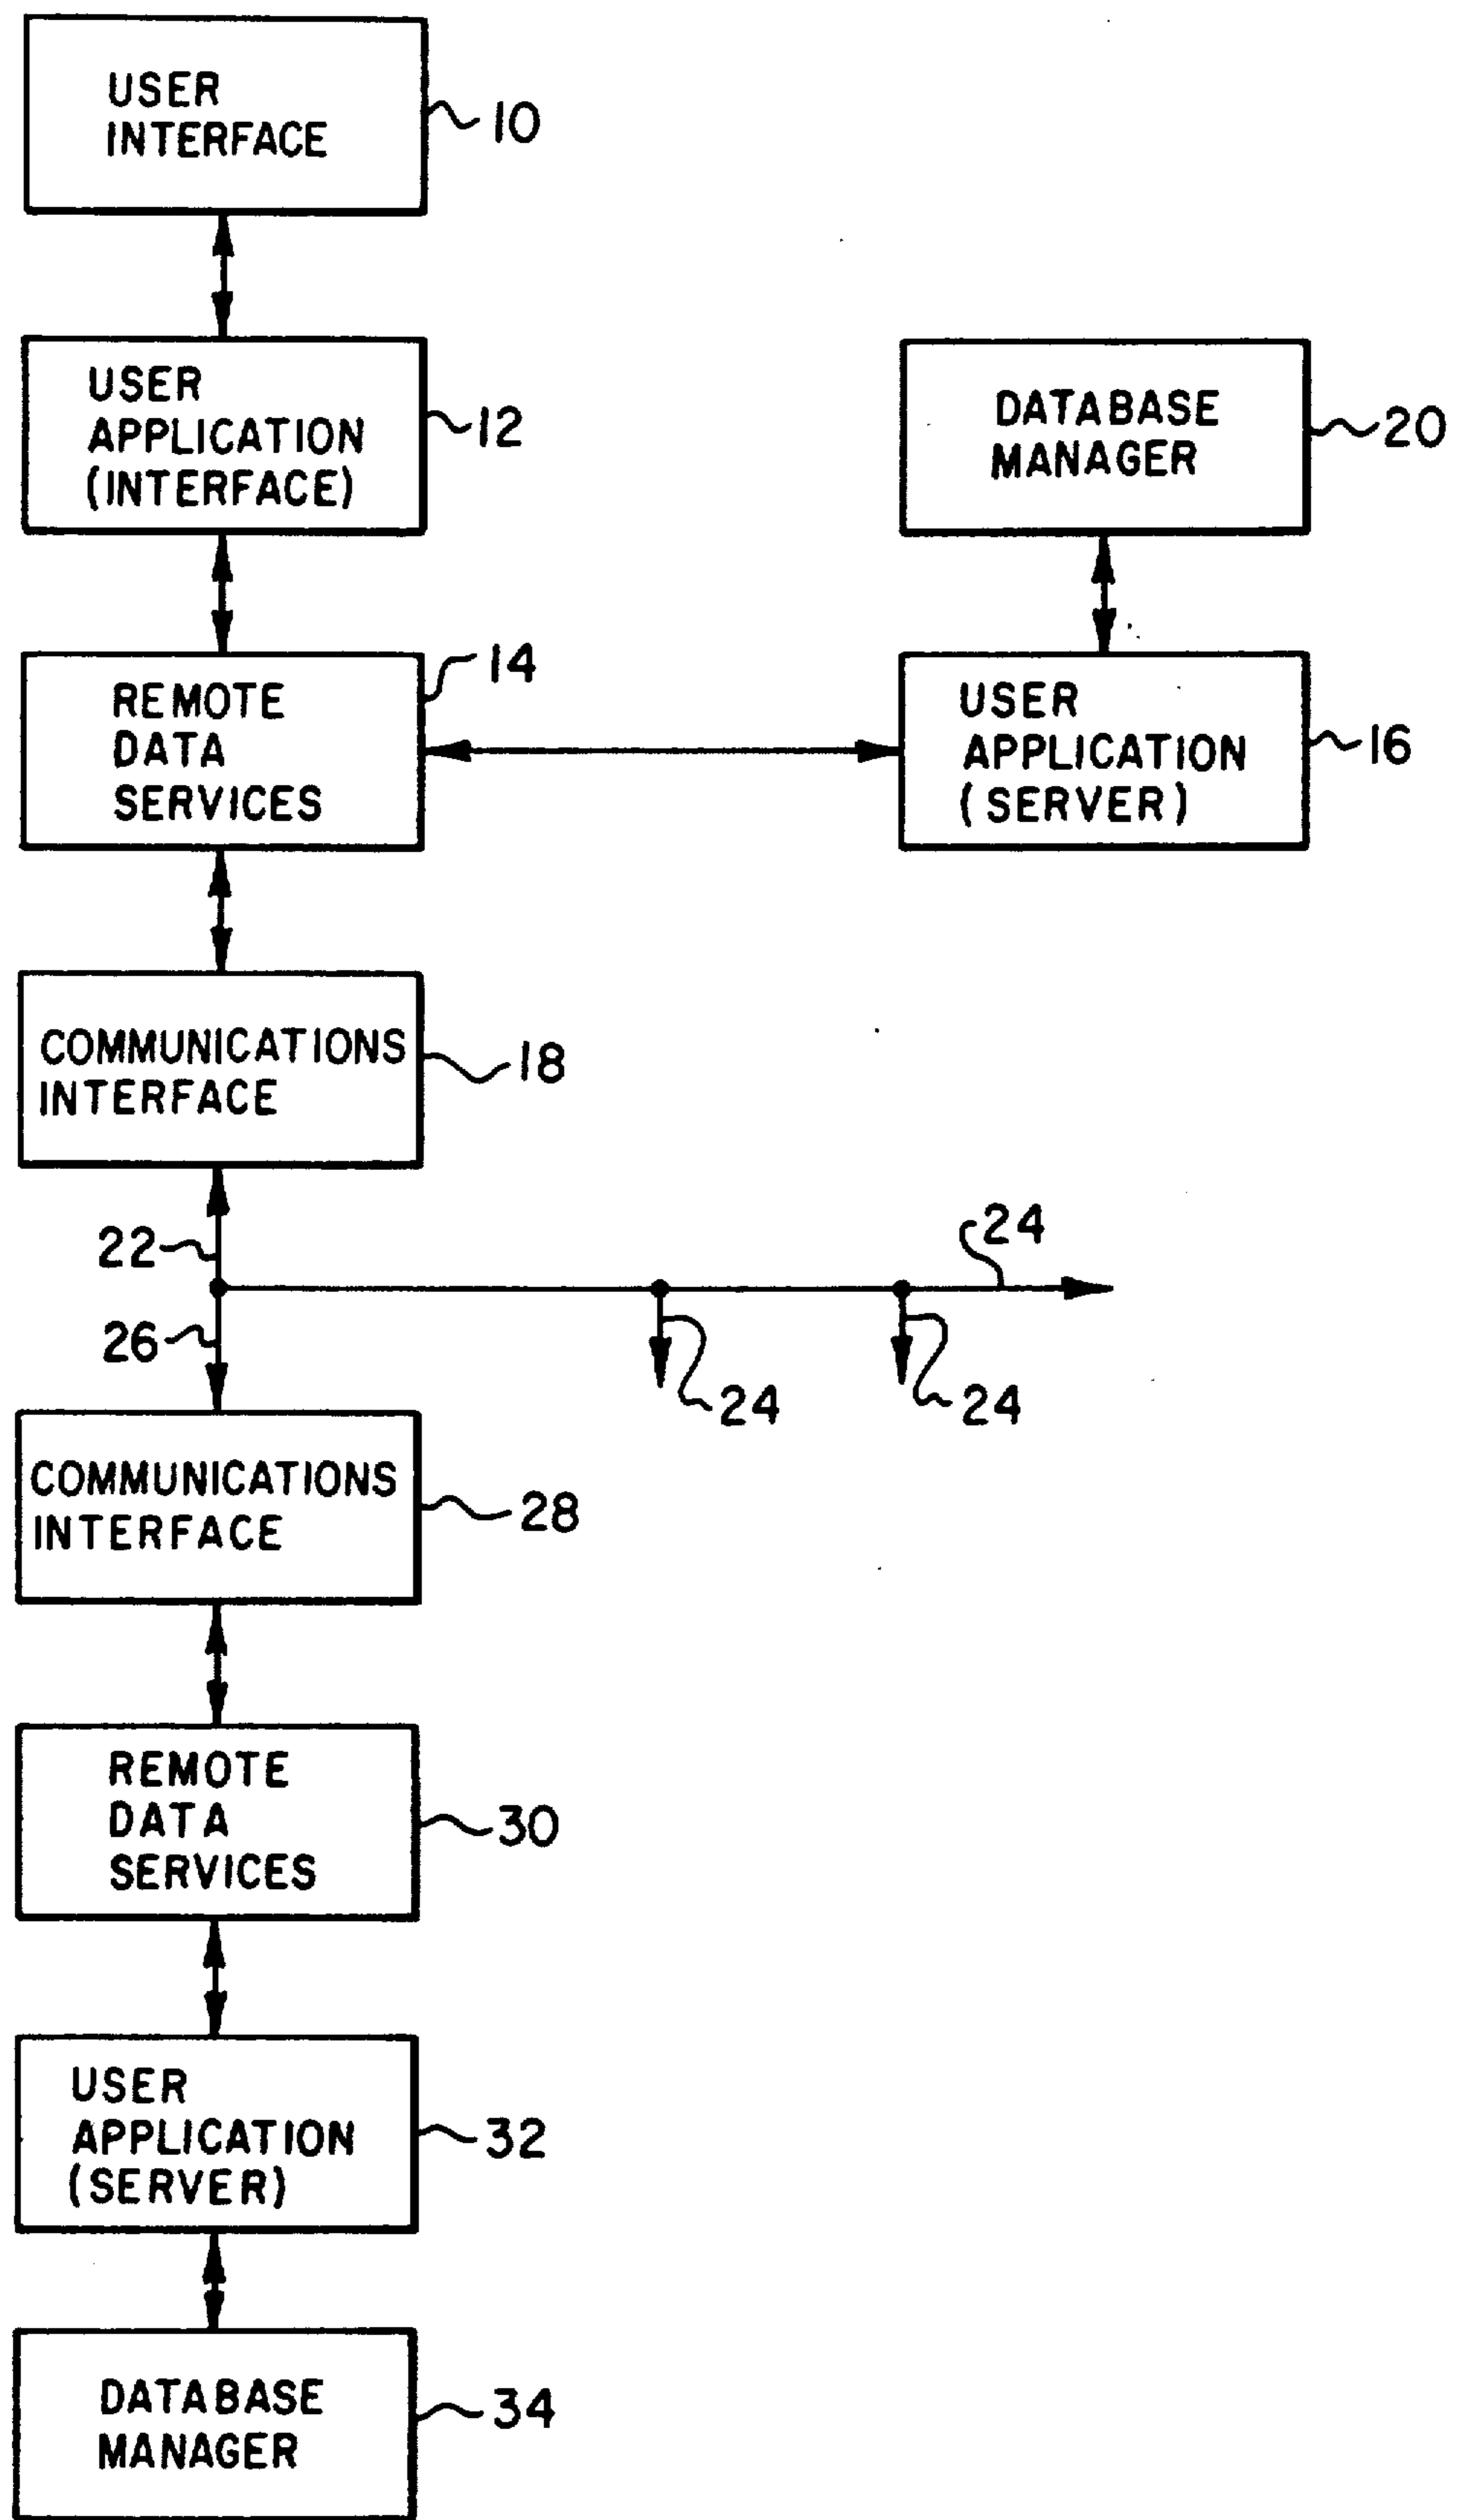 USER
INTERFACE
10
USER
APPLICATION
(INTERFACE)
12
DATABASE
MANAGER
20
REMOTE
DATA
SERVICES
14
USER
APPLICATION
(SERVER)
16
COMMUNICATIONS
INTERFACE
18
22
24
26
24
24
COMMUNICATIONS
INTERFACE
28
REMOTE
DATA
SERVICES
30
USER
APPLICATION
(SERVER)
32
DATABASE
MANAGER
34